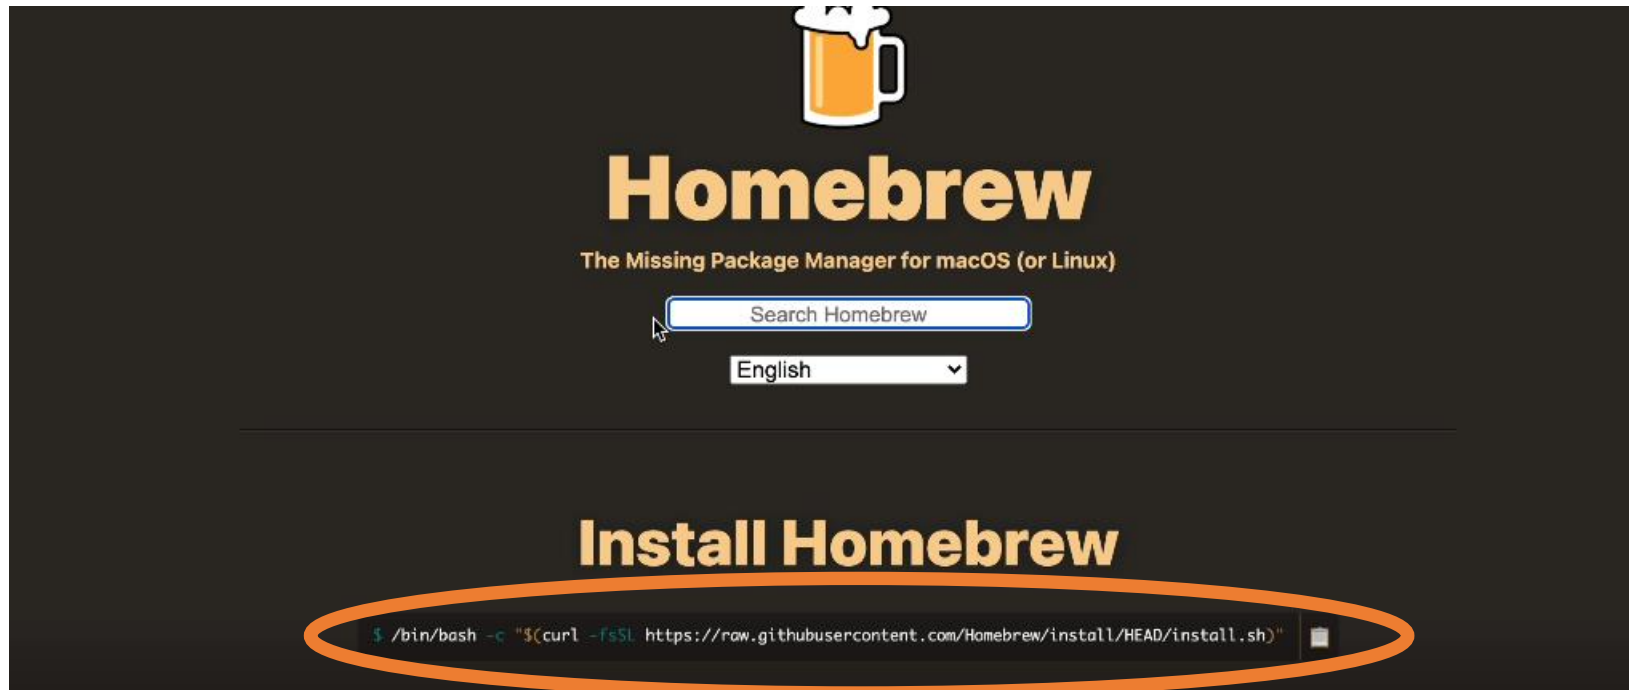 Homebrew
The Missing Package Manager for macOS (or Linux)
Search Homebrew
English
Install Homebrew
$ /bin/bash -c "$(curl -fsSL https://raw.githubusercontent.com/Homebrew/install/HEAD/install.sh)"